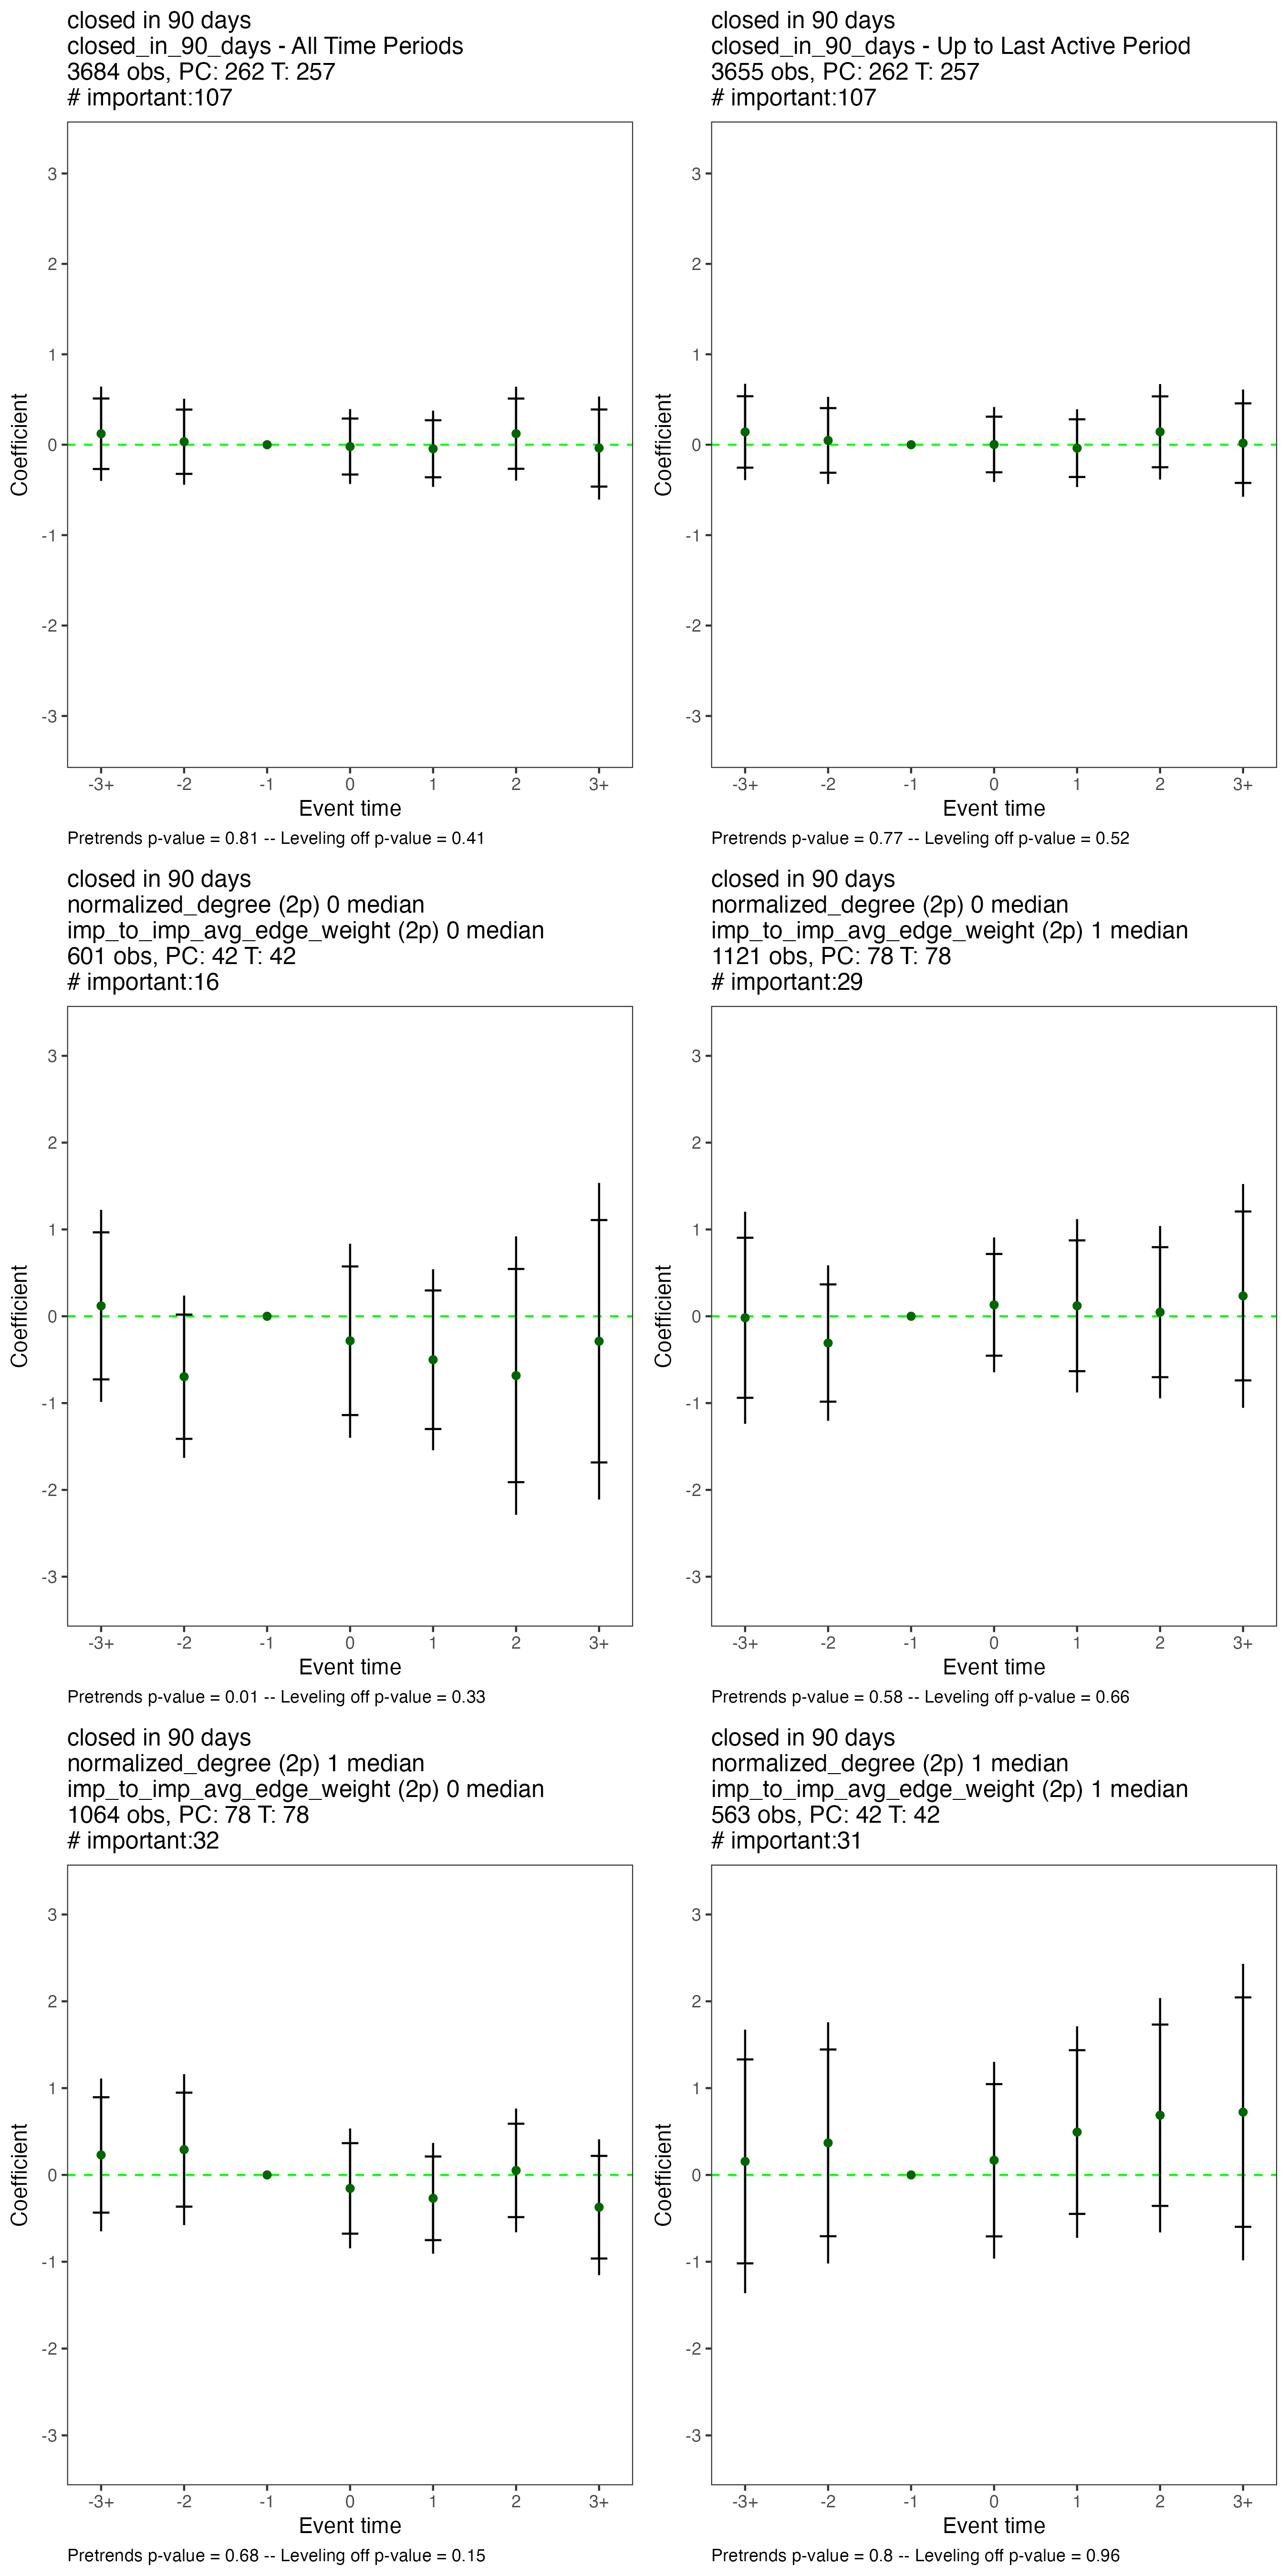 closed in 90 days
closed_in_90_days - All Time Periods
3684 obs, PC: 262 T: 257
# important:107
3
2
1
0
-1
-2
-3
Coefficient
-3+ -2 -1 0 1 2 3+
Event time
Pretrends p-value = 0.81 -- Leveling off p-value = 0.41
closed in 90 days
closed_in_90_days - Up to Last Active Period
3655 obs, PC: 262 T: 257
# important:107
3
2
1
0
-1
-2
-3
Coefficient
-3+ -2 -1 0 1 2 3+
Event time
Pretrends p-value = 0.77 -- Leveling off p-value = 0.52
closed in 90 days
normalized_degree (2p) 0 median
imp_to_imp_avg_edge_weight (2p) 0 median
601 obs, PC: 42 T: 42
# important:16
3
2
1
0
-1
-2
-3
Coefficient
-3+ -2 -1 0 1 2 3+
Event time
Pretrends p-value = 0.01 -- Leveling off p-value = 0.33
closed in 90 days
normalized_degree (2p) 0 median
imp_to_imp_avg_edge_weight (2p) 1 median
1121 obs, PC: 78 T: 78
# important:29
3
2
1
0
-1
-2
-3
Coefficient
-3+ -2 -1 0 1 2 3+
Event time
Pretrends p-value = 0.58 -- Leveling off p-value = 0.66
closed in 90 days
normalized_degree (2p) 1 median
imp_to_imp_avg_edge_weight (2p) 0 median
1064 obs, PC: 78 T: 78
# important:32
3
2
1
0
-1
-2
-3
Coefficient
-3+ -2 -1 0 1 2 3+
Event time
Pretrends p-value = 0.68 -- Leveling off p-value = 0.15
closed in 90 days
normalized_degree (2p) 1 median
imp_to_imp_avg_edge_weight (2p) 1 median
563 obs, PC: 42 T: 42
# important:31
3
2
1
0
-1
-2
-3
Coefficient
-3+ -2 -1 0 1 2 3+
Event time
Pretrends p-value = 0.8 -- Leveling off p-value = 0.96